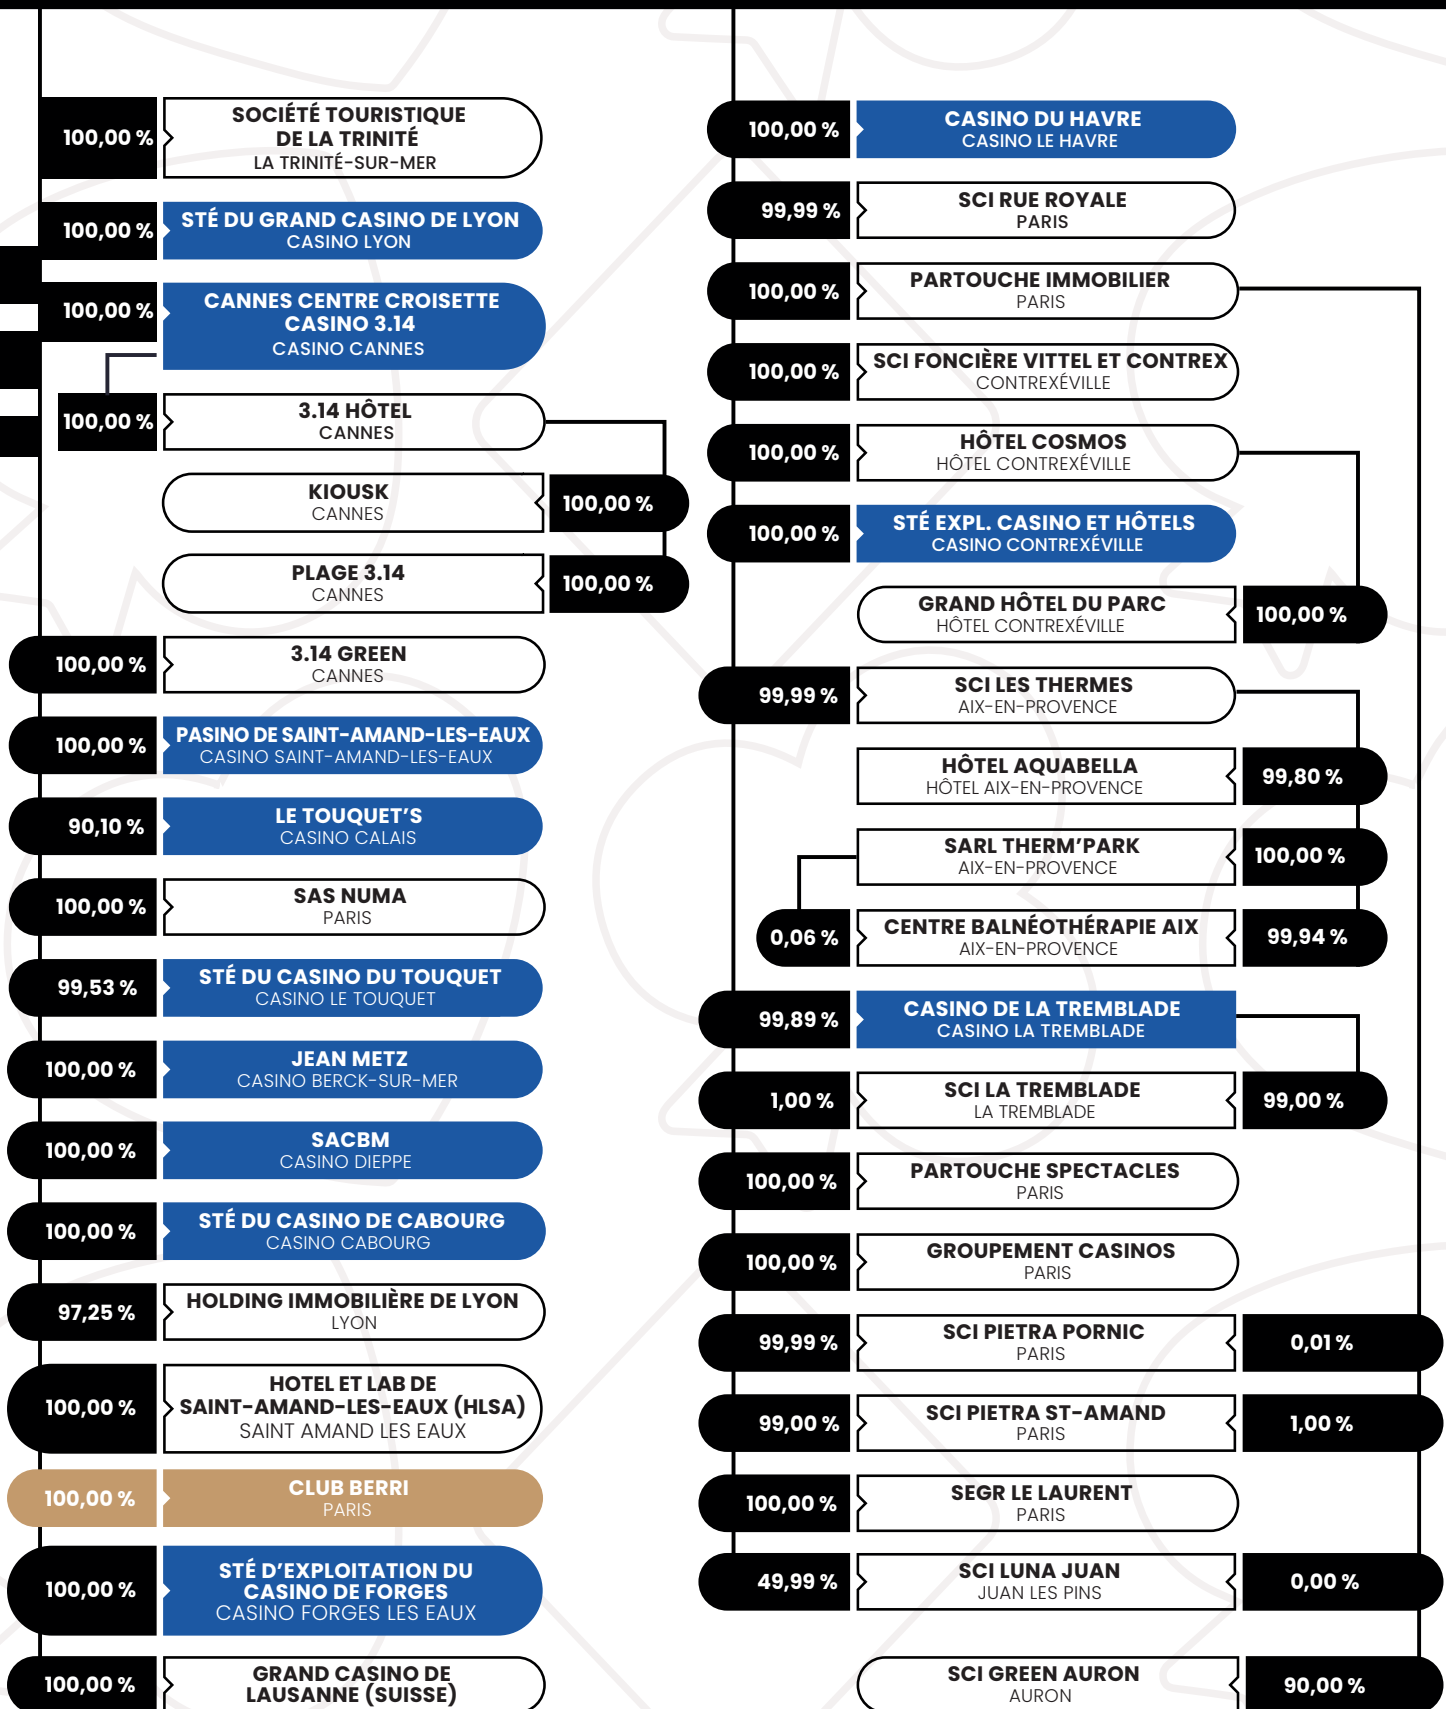 100,00 %
SOCIÉTÉ TOURISTIQUE
DE LA TRINITÉ
LA TRINITÉ-SUR-MER
100,00 %
STÉ DU GRAND CASINO DE LYON
CASINO LYON
100,00 %
CANNES CENTRE CROISETTE
CASINO 3.14
CASINO CANNES
100,00 %
3.14 HÔTEL
CANNES
KIOUSK
CANNES
100,00 %
PLAGE 3.14
CANNES
100,00 %
100,00 %
3.14 GREEN
CANNES
100,00 %
PASINO DE SAINT-AMAND-LES-EAUX
CASINO SAINT-AMAND-LES-EAUX
90,10 %
LE TOUQUET'S
CASINO CALAIS
100,00 %
SAS NUMA
PARIS
99,53 %
STÉ DU CASINO DU TOUQUET
CASINO LE TOUQUET
100,00 %
JEAN METZ
CASINO BERCK-SUR-MER
100,00 %
SACBM
CASINO DIEPPE
100,00 %
STÉ DU CASINO DE CABOURG
CASINO CABOURG
97,25 %
HOLDING IMMOBILIÈRE DE LYON
LYON
100,00 %
HOTEL ET LAB DE
SAINT-AMAND-LES-EAUX (HLSA)
SAINT AMAND LES EAUX
100,00 %
CLUB BERRI
PARIS
100,00 %
STÉ D'EXPLOITATION DU
CASINO DE FORGES
CASINO FORGES LES EAUX
100,00 %
GRAND CASINO DE
LAUSANNE (SUISSE)
100,00 %
CASINO DU HAVRE
CASINO LE HAVRE
99,99 %
SCI RUE ROYALE
PARIS
100,00 %
PARTOUCHE IMMOBILIER
PARIS
100,00 %
SCI FONCIÈRE VITTEL ET CONTREX
CONTREXÉVILLE
100,00 %
HÔTEL COSMOS
HÔTEL CONTREXÉVILLE
100,00 %
STÉ EXPL. CASINO ET HÔTELS
CASINO CONTREXÉVILLE
GRAND HÔTEL DU PARC
HÔTEL CONTREXÉVILLE
100,00 %
99,99 %
SCI LES THERMES
AIX-EN-PROVENCE
HÔTEL AQUABELLA
HÔTEL AIX-EN-PROVENCE
99,80 %
SARL THERM'PARK
AIX-EN-PROVENCE
100,00 %
0,06 %
CENTRE BALNÉOTHÉRAPIE AIX
AIX-EN-PROVENCE
99,94 %
99,89 %
CASINO DE LA TREMBLADE
CASINO LA TREMBLADE
1,00 %
SCI LA TREMBLADE
LA TREMBLADE
99,00 %
100,00 %
PARTOUCHE SPECTACLES
PARIS
100,00 %
GROUPEMENT CASINOS
PARIS
99,99 %
SCI PIETRA PORNIC
PARIS
0,01 %
99,00 %
SCI PIETRA ST-AMAND
PARIS
1,00 %
100,00 %
SEGR LE LAURENT
PARIS
49,99 %
SCI LUNA JUAN
JUAN LES PINS
0,00 %
SCI GREEN AURON
AURON
90,00 %